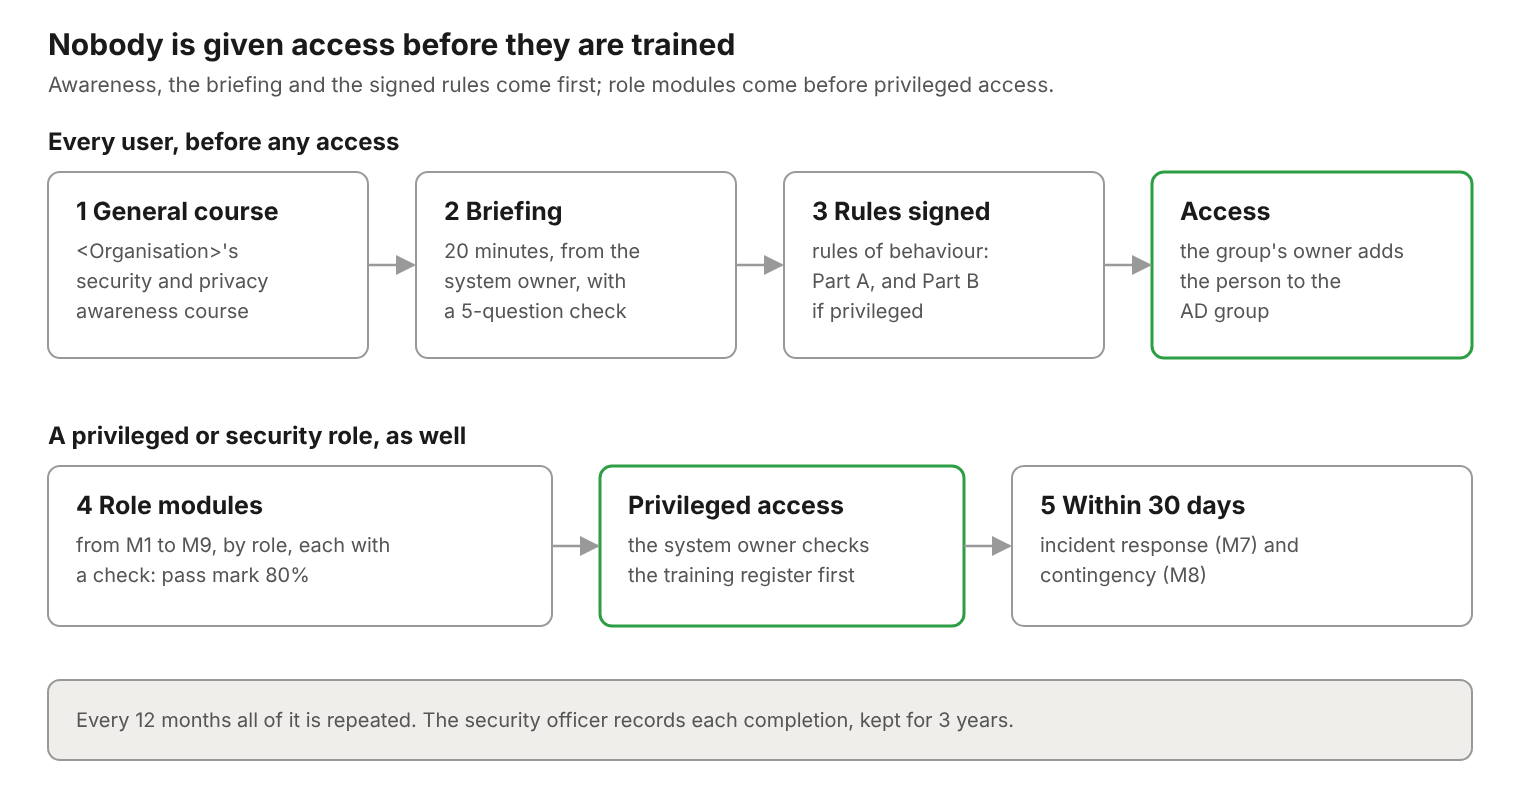 Nobody is given access before they are trained
Awareness, the briefing and the signed rules come first; role modules come before privileged access.
Every user, before any access
1 General course
<Organisation>'s
security and privacy
awareness course
2 Briefing
20 minutes, from the
system owner, with
a 5-question check
3 Rules signed
rules of behaviour:
Part A, and Part B
if privileged
Access
the group's owner adds
the person to the
AD group
A privileged or security role, as well
4 Role modules
from M1 to M9, by role, each with
a check: pass mark 80%
Privileged access
the system owner checks
the training register first
5 Within 30 days
incident response (M7) and
contingency (M8)
Every 12 months all of it is repeated. The security officer records each completion, kept for 3 years.